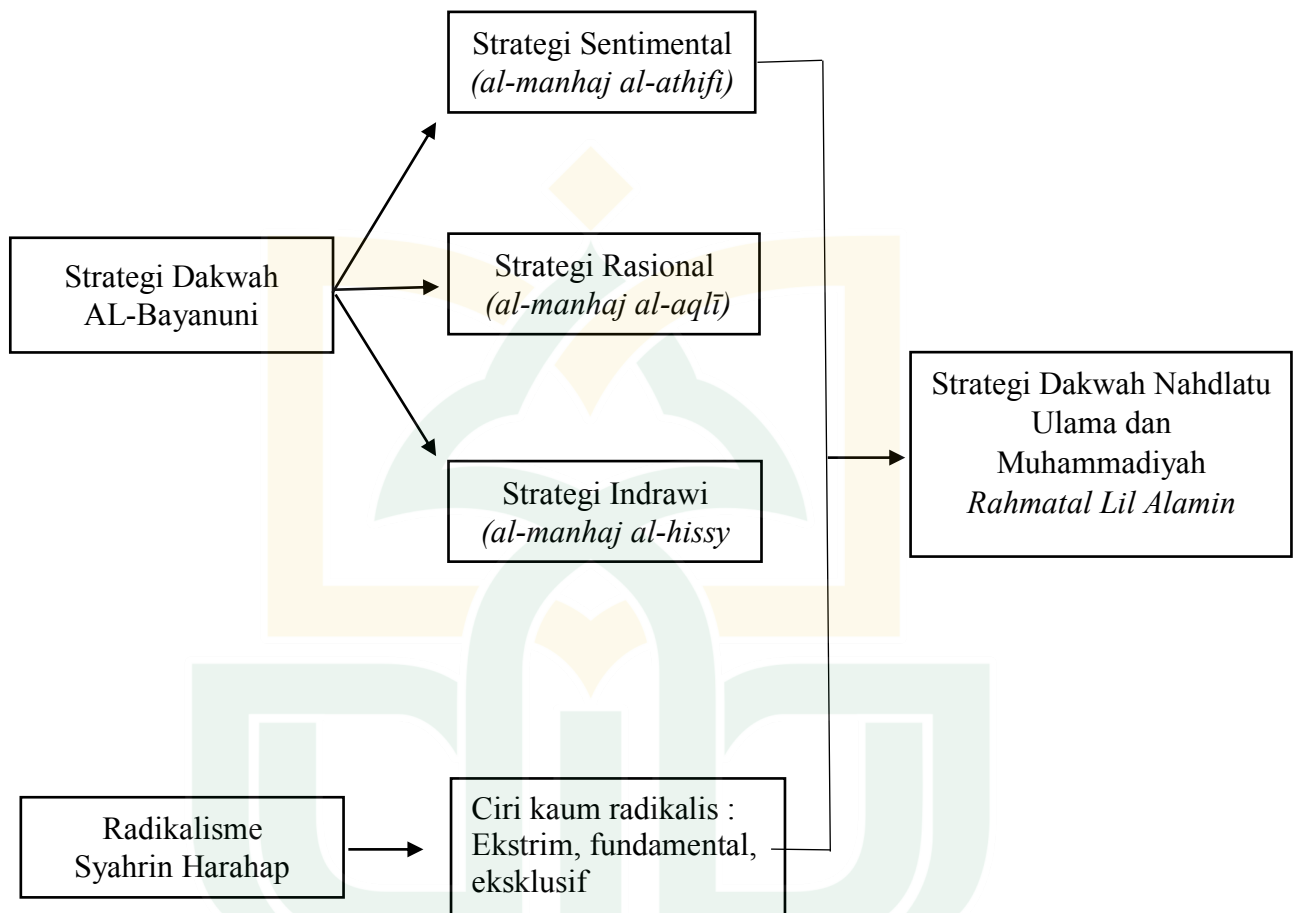 Strategi Sentimental
(al-manhaj al-athifi)
Strategi Dakwah
AL-Bayanuni
Strategi Rasional
(al-manhaj al-aqlī)
Strategi Indrawi
(al-manhaj al-hissy
Strategi Dakwah Nahdlatu
Ulama dan
Muhammadiyah
Rahmatal Lil Alamin
Radikalisme
Syahrin Harahap
Ciri kaum radikalis :
Ekstrim, fundamental,
eksklusif